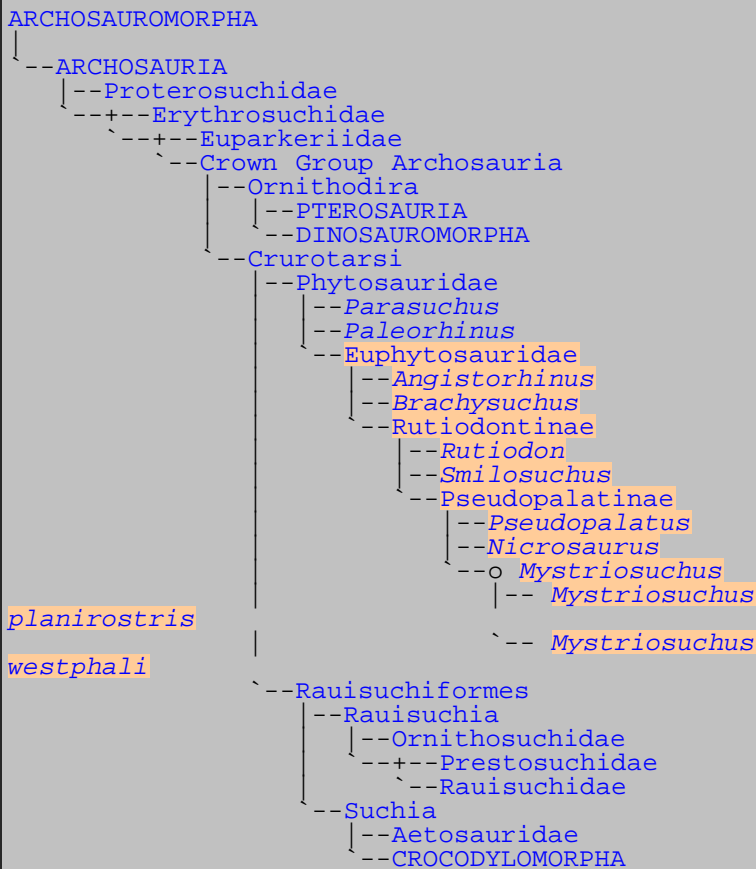 ARCHOSAUROMORPHA
|
`--ARCHOSAURIA
   |--Proterosuchidae
   `--+--Erythrosuchidae
      `--+--Euparkeriidae
         `--Crown Group Archosauria
            |--Ornithodira
            |  |--PTEROSAURIA
            |  `--DINOSAUROMORPHA
            `--Crurotarsi
               |--Phytosauridae
               |  |--Parasuchus
               |  |--Paleorhinus
               |  `--Euphytosauridae
               |     |--Angistorhinus
               |     |--Brachysuchus
               |     `--Rutiodontinae
               |        |--Rutiodon
               |        |--Smilosuchus
               |        `--Pseudopalatinae
               |           |--Pseudopalatus
               |           |--Nicrosaurus
               |           `--o Mystriosuchus
               |              |-- Mystriosuchus
planirostris
               |              `-- Mystriosuchus
westphali
               `--Rauisuchiformes
                  |--Rauisuchia
                  |  |--Ornithosuchidae
                  |  `--+--Prestosuchidae
                  |     `--Rauisuchidae
                  `--Suchia
                     |--Aetosauridae
                     `--CROCODYLOMORPHA